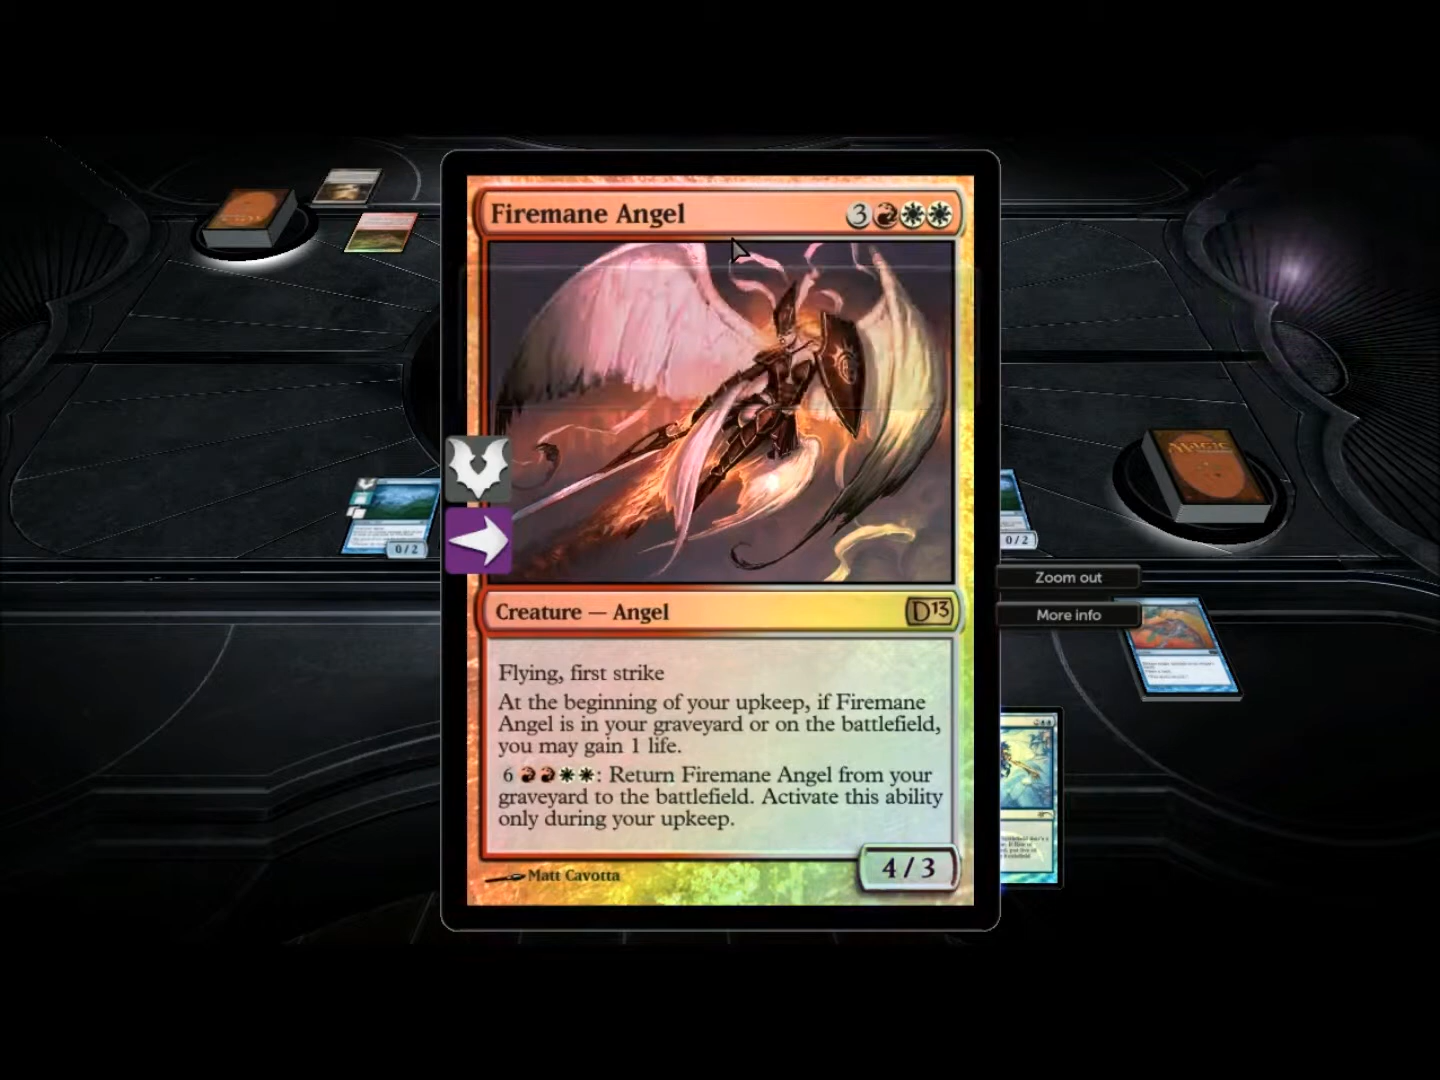 Firemane Angel 3
Creature — Angel D13
Flying, first strike
At the beginning of your upkeep, if Firemane
Angel is in your graveyard or on the battlefield,
you may gain 1 life.
6 : Return Firemane Angel from your
graveyard to the battlefield. Activate this ability
only during your upkeep.
4 / 3
Matt Cavotta
0 / 2
0 / 2
Zoom out
More info
MAGIC